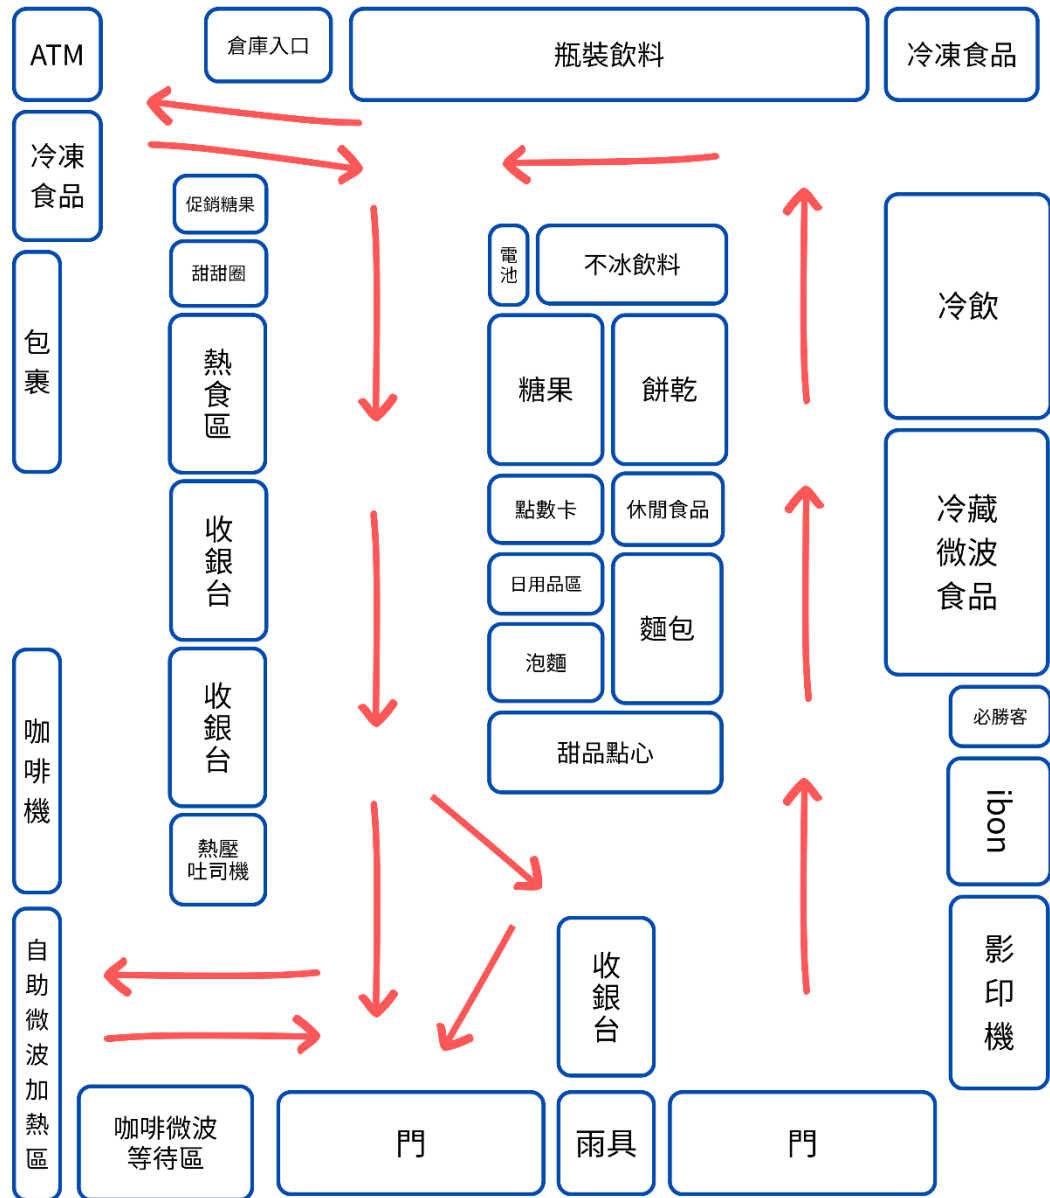 ATM
倉庫入口
瓶裝飲料
冷凍食品
冷凍
食品
促銷糖果
甜甜圈
電
池
不冰飲料
冷飲
包
裹
熱
食
區
糖果
餅乾
收
銀
台
點數卡
休閒食品
冷藏
微波
食品
日用品區
麵包
泡麵
咖
啡
機
收
銀
台
甜品點心
必勝客
ibon
熱壓
吐司機
自
助
微
波
加
熱
區
收
銀
台
影
印
機
咖啡微波
等待區
門
雨具
門